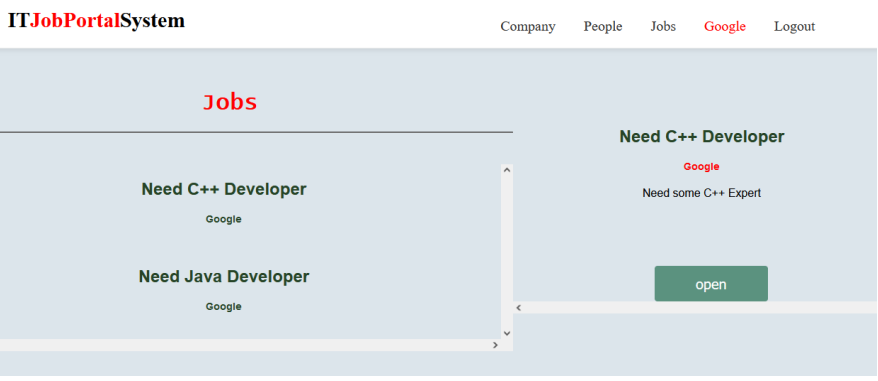 ITJobPortalSystem
Company People Jobs Google Logout
Jobs
Need C++ Developer
Google
Need Java Developer
Google
Need C++ Developer
Google
Need some C++ Expert
open